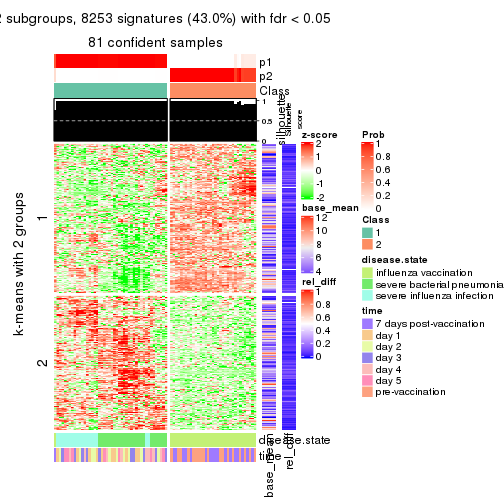 2 subgroups, 8253 signatures (43.0%) with fdr < 0.05
81 confident samples
p1
p2
Class
1
0.5
0
silhouette
Silhouette
score
k-means with 2 groups
1
2
disease.state
time
base_mean
rel_diff
z-score
2
1
0
-1
-2
base_mean
12
10
8
6
4
rel_diff
1
0.8
0.6
0.4
0.2
0
Prob
1
0.8
0.6
0.4
0.2
0
Class
1
2
disease.state
influenza vaccination
severe bacterial pneumonia
severe influenza infection
time
7 days post-vaccination
day 1
day 2
day 3
day 4
day 5
pre-vaccination